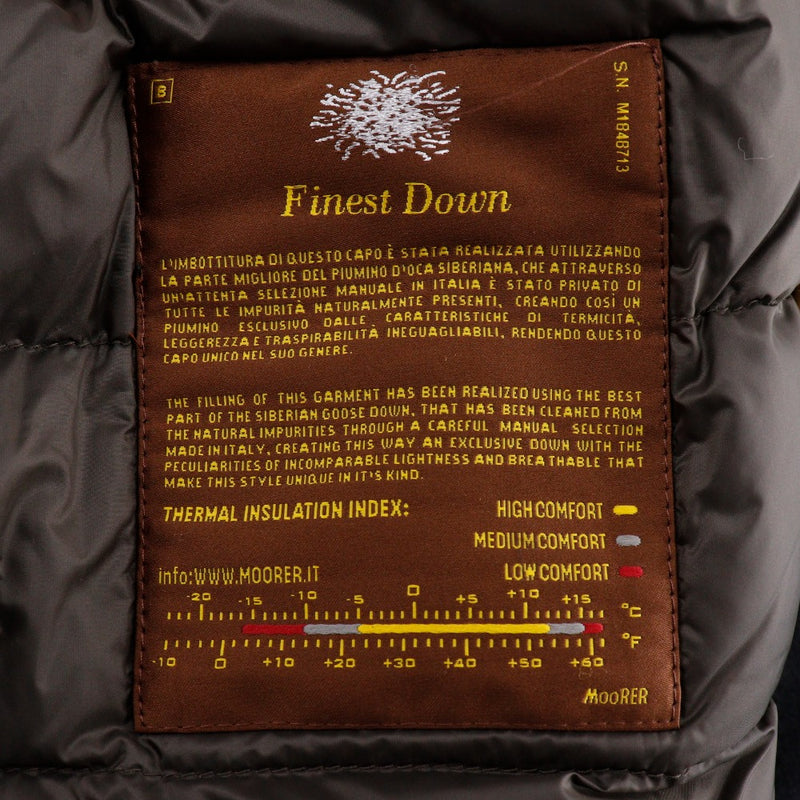 8
S.N. M1848713
Finest Down
L'IMBOTTITURA DI QUESTO CAPO È STATA REALIZZATA UTILIZZANDO
LA PARTE MIGLIORE DEL PIUMINO D'OCA SIBERIANA, CHE ATTRAVERSO
UN'ATTENTA SELEZIONE MANUALE IN ITALIA È STATO PRIVATO DI
TUTTE LE IMPURITÀ NATURALMENTE PRESENTI, CREANDO COSÌ UN
PIUMINO ESCLUSIVO DALLE CARATTERISTICHE DI TERMICITÀ,
LEGGEREZZA E TRASPIRABILITÀ INEGUAGLIABILI, RENDENDO QUESTO
CAPO UNICO NEL SUO GENERE.
THE FILLING OF THIS GARMENT HAS BEEN REALIZED USING THE BEST
PART OF THE SIBERIAN GOOSE DOWN, THAT HAS BEEN CLEANED FROM
THE NATURAL IMPURITIES THROUGH A CAREFUL MANUAL SELECTION
MADE IN ITALY, CREATING THIS WAY AN EXCLUSIVE DOWN WITH THE
PECULIARITIES OF INCOMPARABLE LIGHTNESS AND BREATHABLE THAT
MAKE THIS STYLE UNIQUE IN IT'S KIND.
THERMAL INSULATION INDEX: HIGH COMFORT
MEDIUM COMFORT
info:WWW.MOORER.IT LOW COMFORT
-20 -15 -10 -5 0 +5 +10 +15 °C
-10 0 +10 +20 +30 +40 +50 +60 °F
MOORER